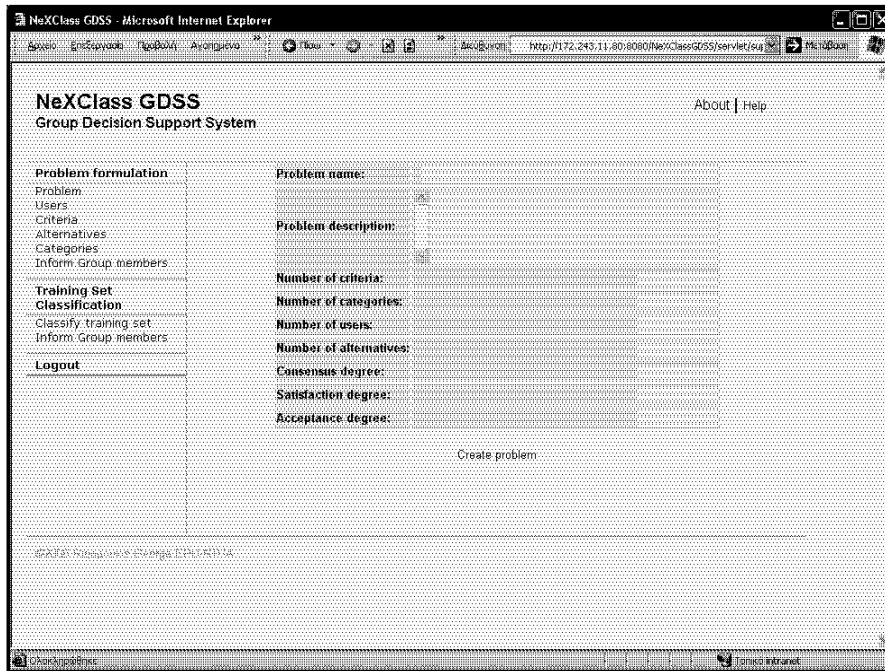 NeXClass GDSS - Microsoft Internet Explorer
Αρχείο Επεξεργασία Προβολή Αγαπημένα » Πίσω » Διεύθυνση http://172.243.11.80:8080/NeXClassGDSS/servlet/sup Μετάβαση
NeXClass GDSS
Group Decision Support System
About | Help
Problem formulation
Problem
Users
Criteria
Alternatives
Categories
Inform Group members
Training Set
Classification
Classify training set
Inform Group members
Logout
Problem name:
Problem description:
Number of criteria:
Number of categories:
Number of users:
Number of alternatives:
Consensus degree:
Satisfaction degree:
Acceptance degree:
Create problem
George
Ολοκληρώθηκε
Τοπικό intranet